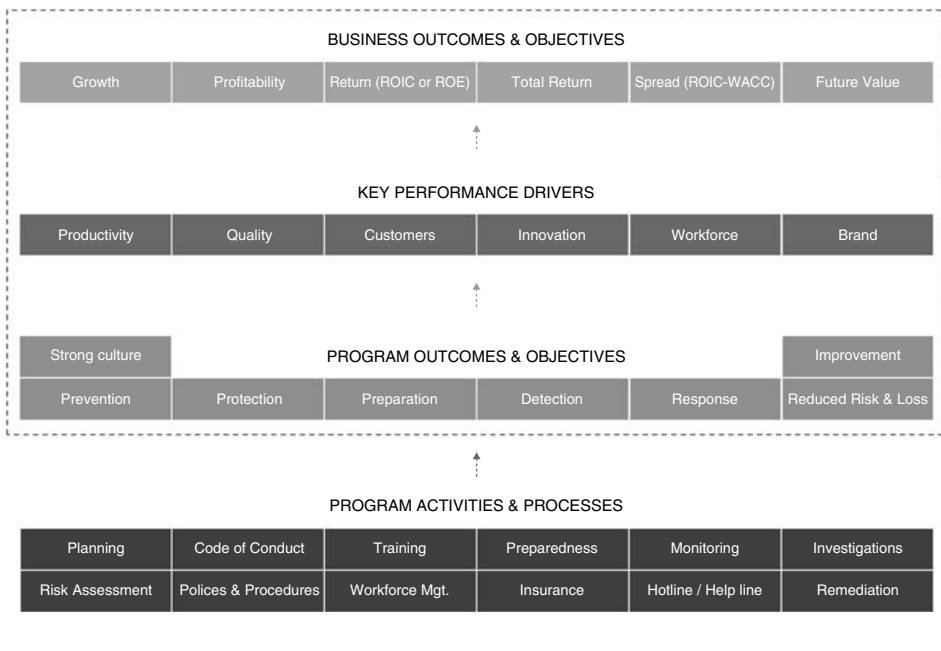 BUSINESS OUTCOMES & OBJECTIVES
Growth Profitability Return (ROIC or ROE) Total Return Spread (ROIC-WACC) Future Value
KEY PERFORMANCE DRIVERS
Productivity Quality Customers Innovation Workforce Brand
Strong culture PROGRAM OUTCOMES & OBJECTIVES Improvement
Prevention Protection Preparation Detection Response Reduced Risk & Loss
PROGRAM ACTIVITIES & PROCESSES
Planning Code of Conduct Training Preparedness Monitoring Investigations
Risk Assessment Polices & Procedures Workforce Mgt. Insurance Hotline / Help line Remediation